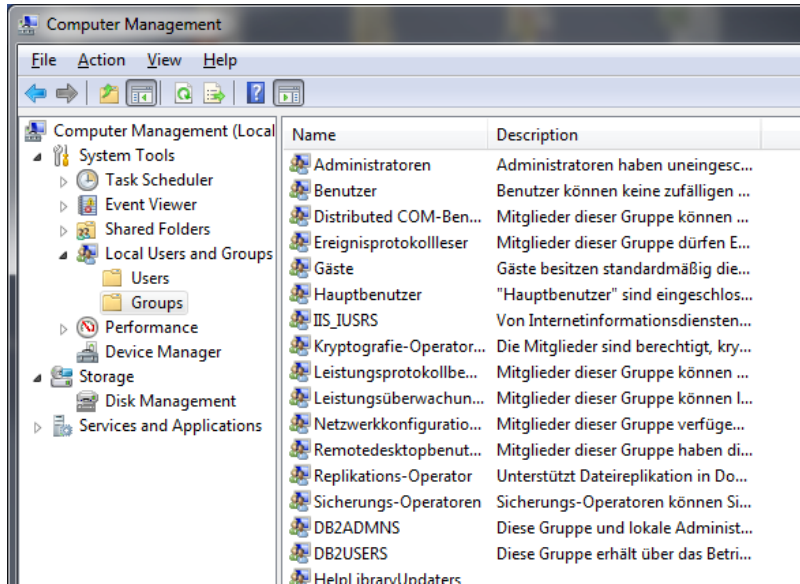 Computer Management
File Action View Help
Computer Management (Local
System Tools
Task Scheduler
Event Viewer
Shared Folders
Local Users and Groups
Users
Groups
Performance
Device Manager
Storage
Disk Management
Services and Applications
Name Description
Administratoren Administratoren haben uneingesc...
Benutzer Benutzer können keine zufälligen ...
Distributed COM-Ben... Mitglieder dieser Gruppe können ...
Ereignisprotokollleser Mitglieder dieser Gruppe dürfen E...
Gäste Gäste besitzen standardmäßig die...
Hauptbenutzer "Hauptbenutzer" sind eingeschlos...
IIS_IUSRS Von Internetinformationsdiensten...
Kryptografie-Operator... Die Mitglieder sind berechtigt, kry...
Leistungsprotokollbe... Mitglieder dieser Gruppe können ...
Leistungsüberwachun... Mitglieder dieser Gruppe können l...
Netzwerkkonfiguratio... Mitglieder dieser Gruppe verfüge...
Remotedesktopbenut... Mitglieder dieser Gruppe haben di...
Replikations-Operator Unterstützt Dateireplikation in Do...
Sicherungs-Operatoren Sicherungs-Operatoren können Si...
DB2ADMNS Diese Gruppe und lokale Administ...
DB2USERS Diese Gruppe erhält über das Betri...
HelpLibraryUpdaters